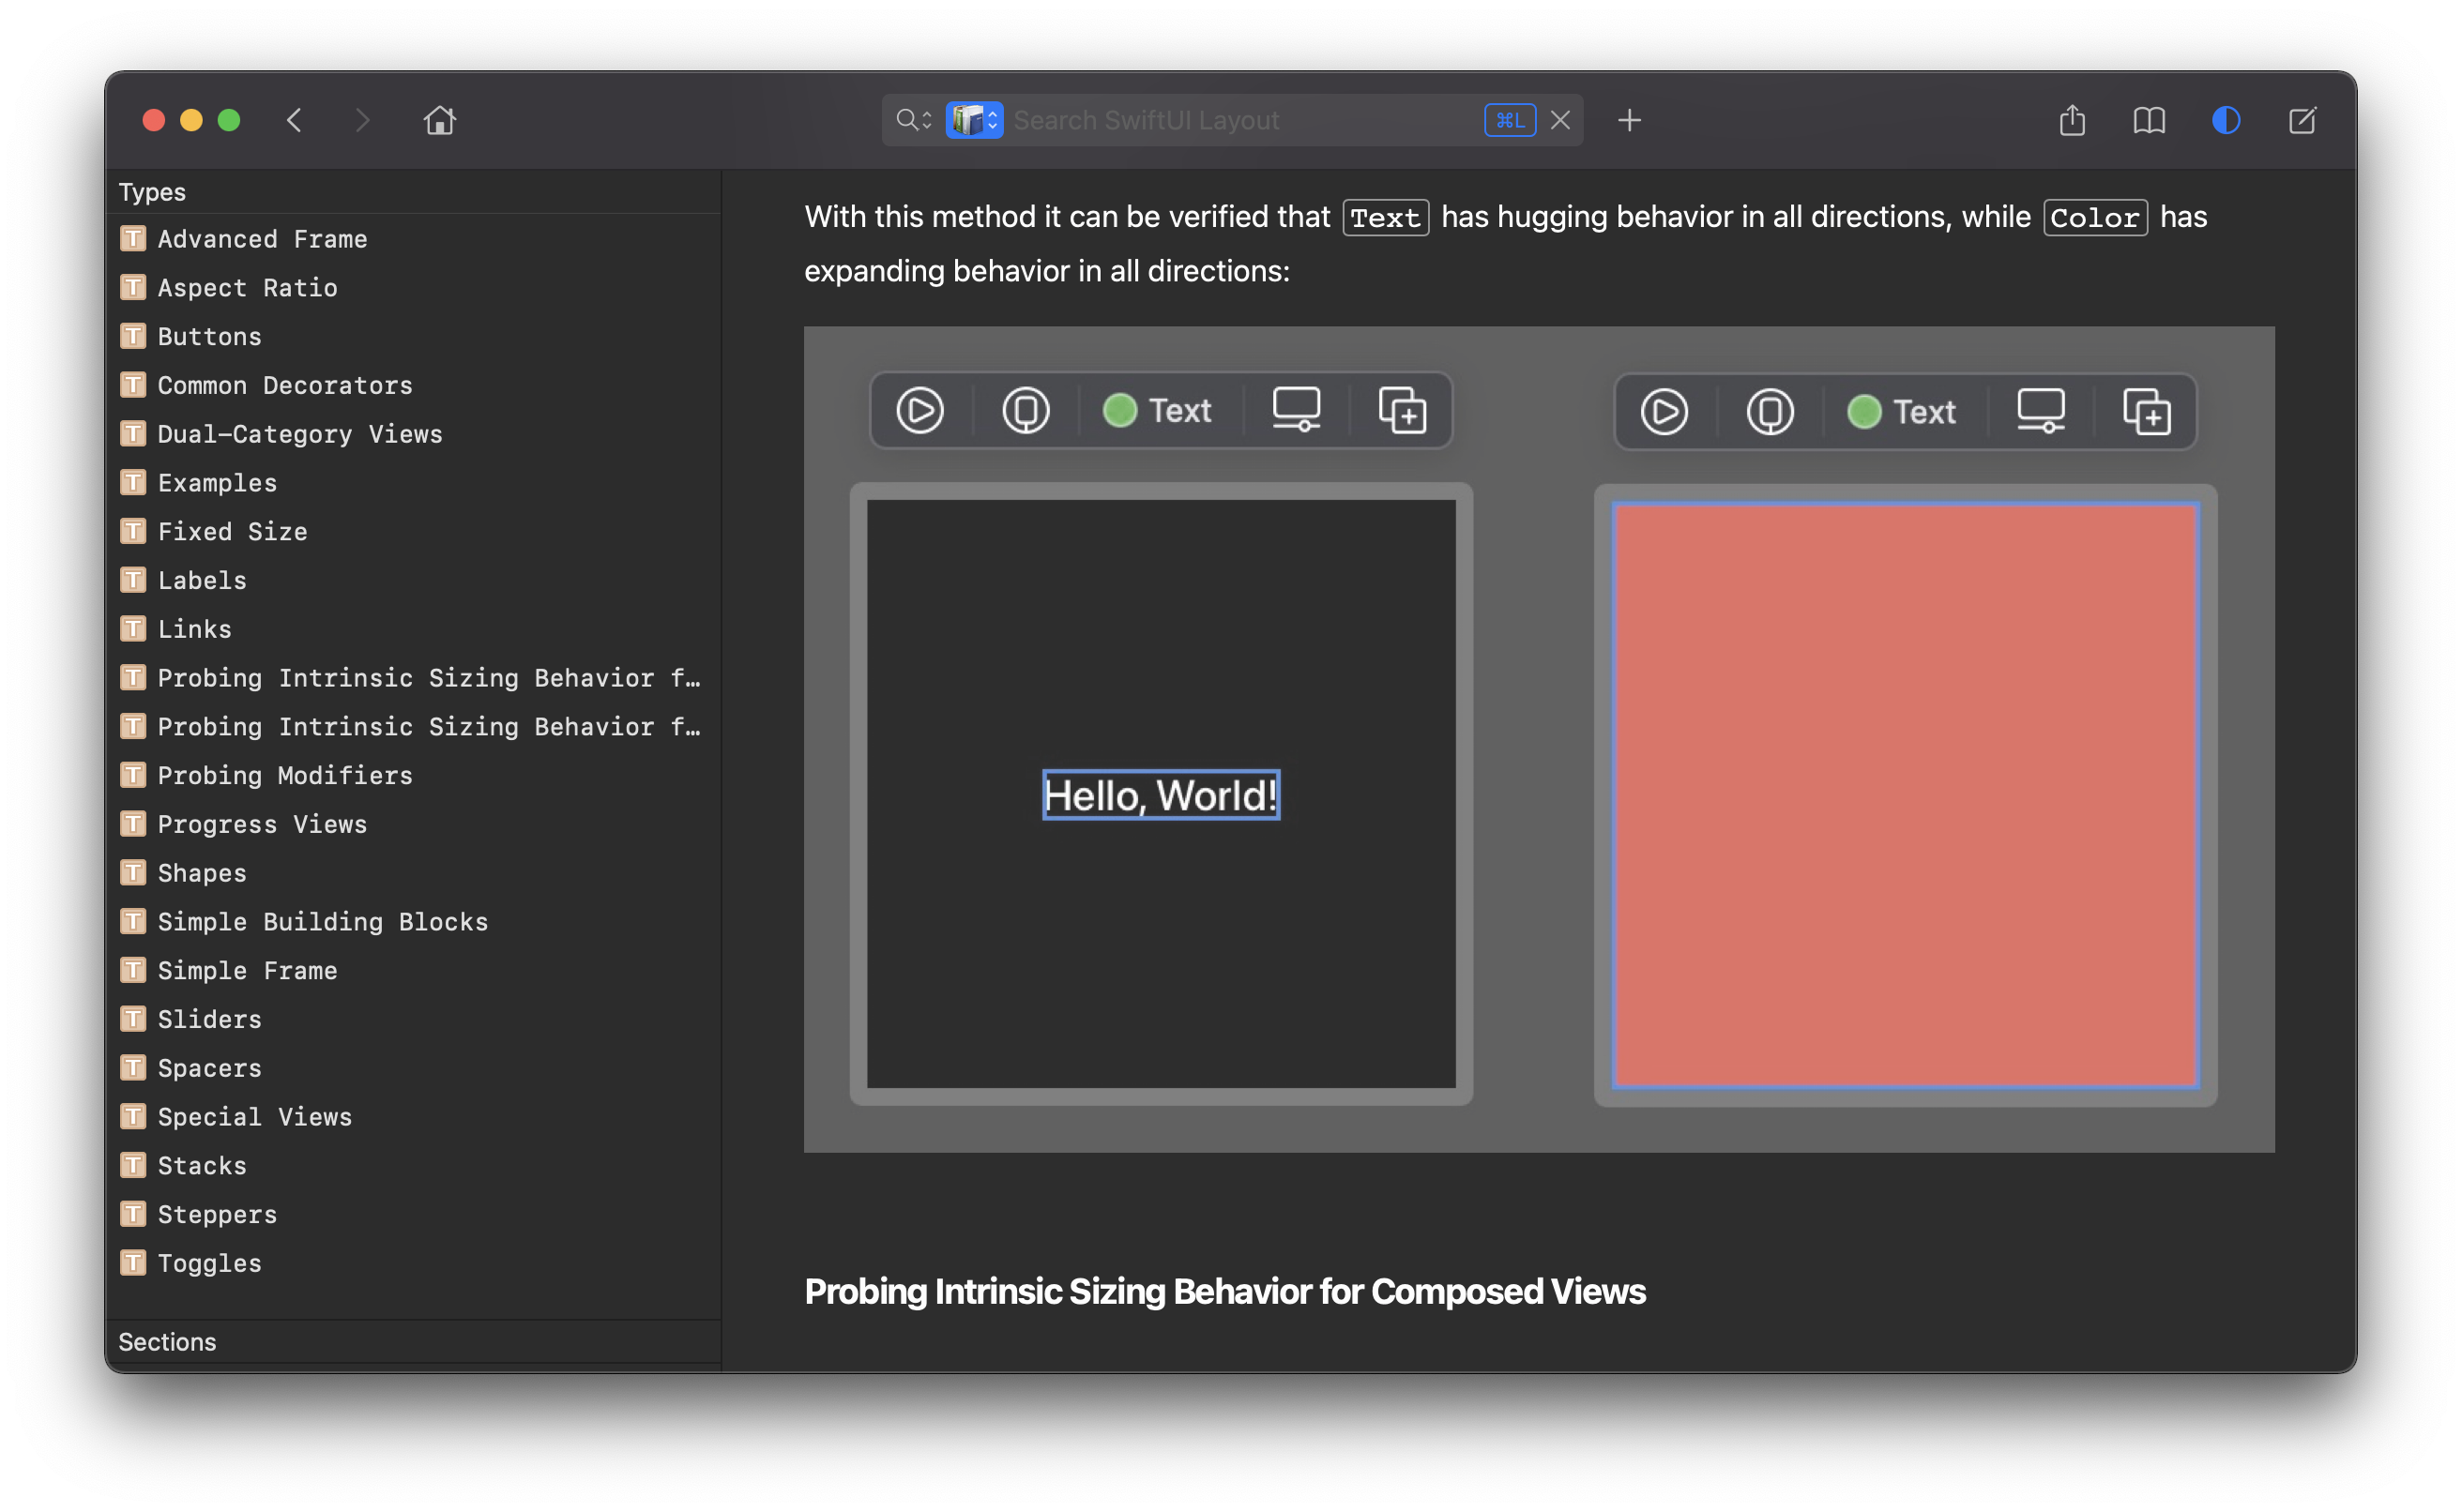 Search SwiftUI Layout
⌘L
Types
T Advanced Frame
T Aspect Ratio
T Buttons
T Common Decorators
T Dual-Category Views
T Examples
T Fixed Size
T Labels
T Links
T Probing Intrinsic Sizing Behavior f…
T Probing Intrinsic Sizing Behavior f…
T Probing Modifiers
T Progress Views
T Shapes
T Simple Building Blocks
T Simple Frame
T Sliders
T Spacers
T Special Views
T Stacks
T Steppers
T Toggles
Sections
With this method it can be verified that Text has hugging behavior in all directions, while Color has
expanding behavior in all directions:
Text
Text
Hello, World!
Probing Intrinsic Sizing Behavior for Composed Views